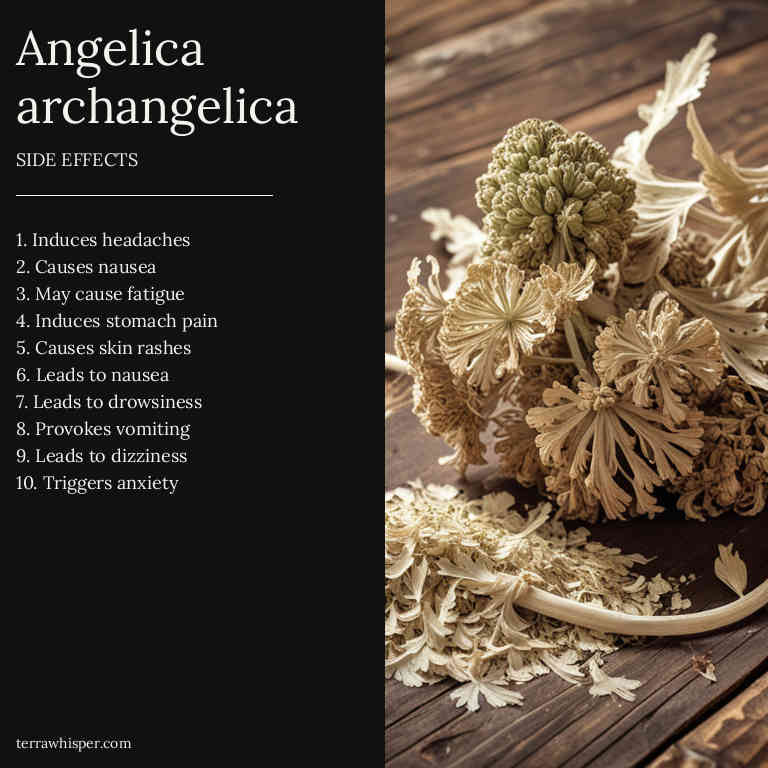 Angelica
archangelica
SIDE EFFECTS
1. Induces headaches
2. Causes nausea
3. May cause fatigue
4. Induces stomach pain
5. Causes skin rashes
6. Leads to nausea
7. Leads to drowsiness
8. Provokes vomiting
9. Leads to dizziness
10. Triggers anxiety
terrawhisper.com